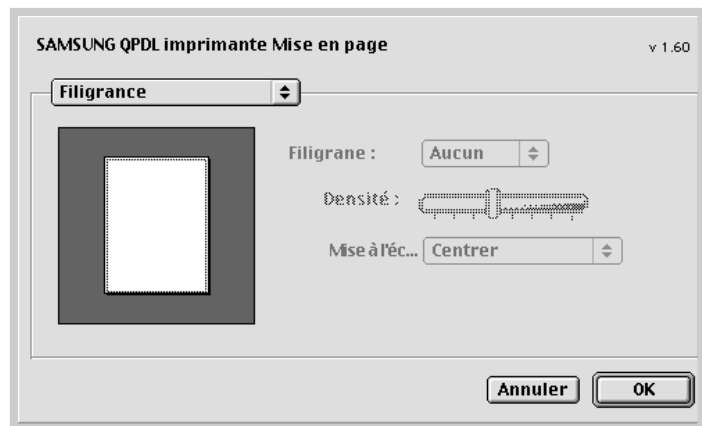 SAMSUNG QPDL imprimante Mise en page
v 1.60
Filigrance
Filigrane : Aucun
Densité :
Mise à l'éc... Centrer
Annuler OK